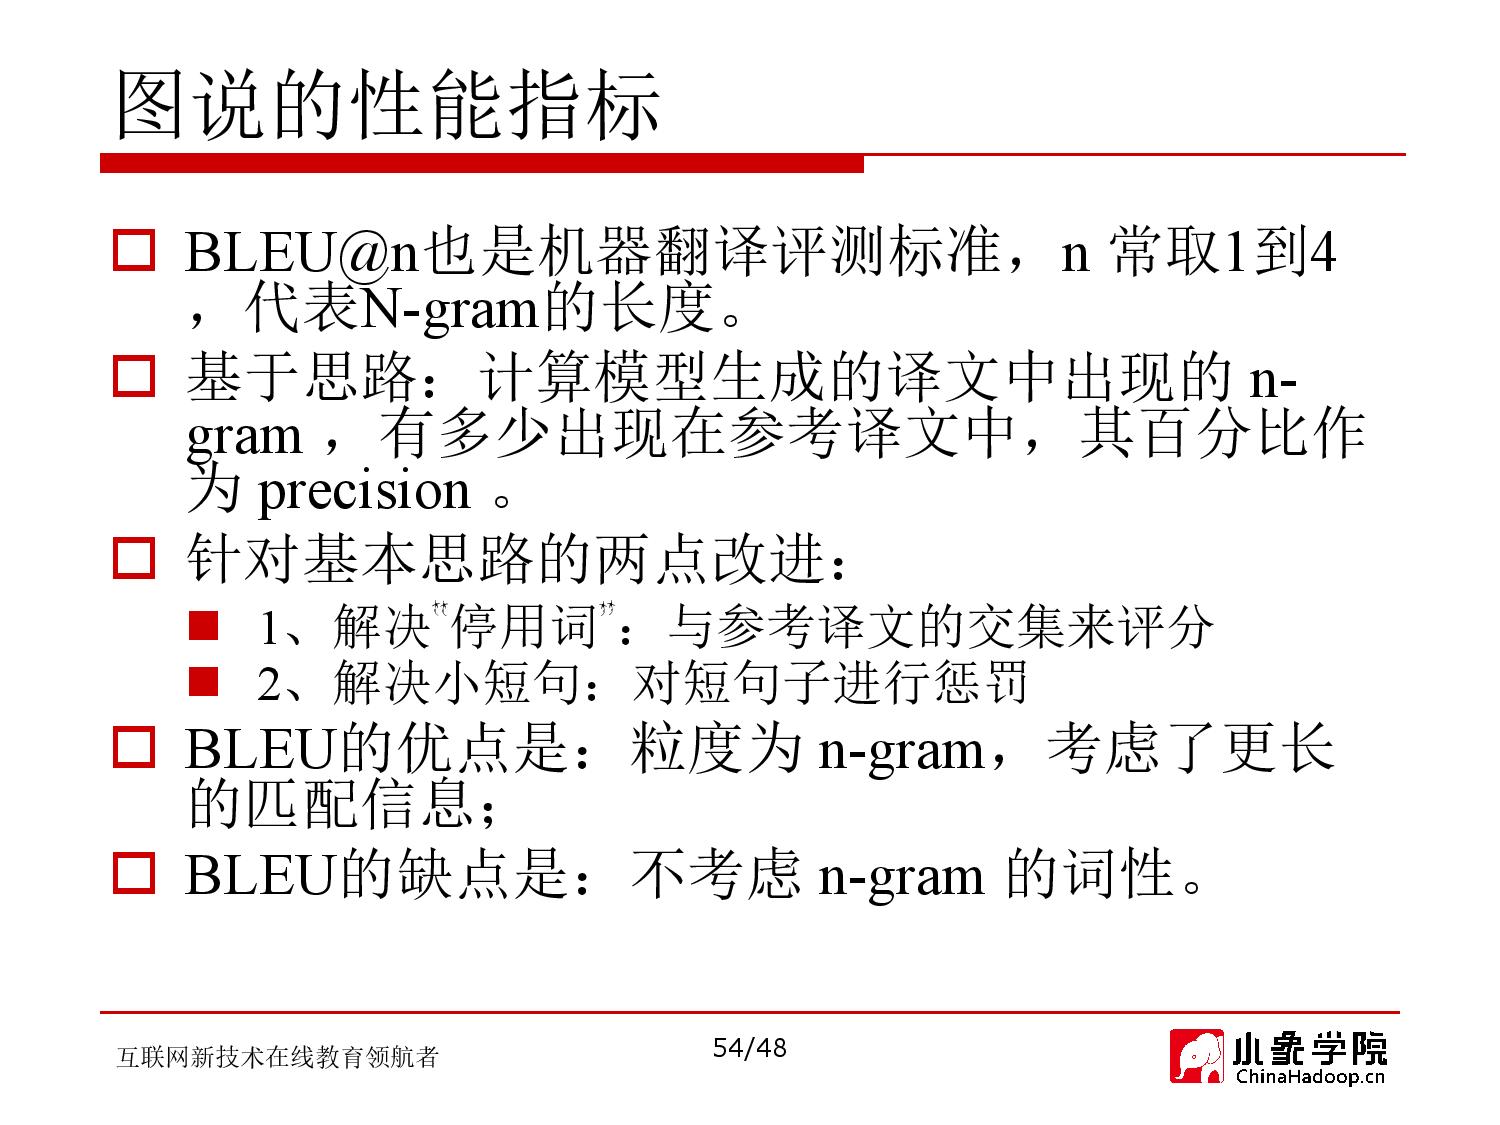 图说的性能指标
BLEU@n也是机器翻译评测标准，n 常取1到4
，代表N-gram的长度。
基于思路：计算模型生成的译文中出现的 n-
gram ，有多少出现在参考译文中，其百分比作
为 precision 。
针对基本思路的两点改进：
1、解决“停用词”：与参考译文的交集来评分
2、解决小短句：对短句子进行惩罚
BLEU的优点是：粒度为 n-gram，考虑了更长
的匹配信息；
BLEU的缺点是：不考虑 n-gram 的词性。
互联网新技术在线教育领航者
54/48
小象学院
ChinaHadoop.cn